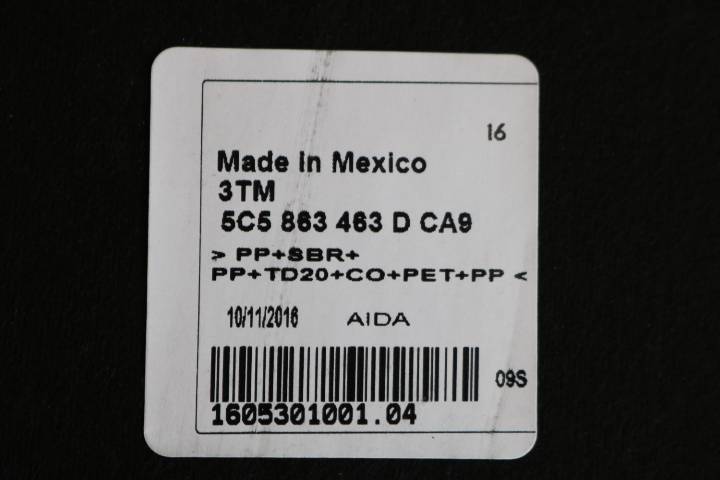 16
Made in Mexico
3TM
5C5 863 463 D CA9
> PP+SBR+
PP+TD20+CO+PET+PP <
10/11/2016 AIDA
09S
1605301001.04